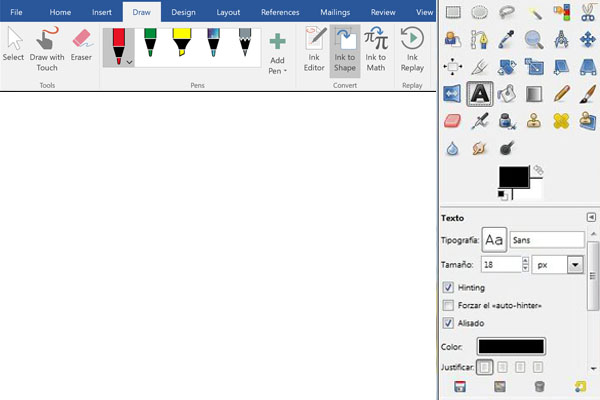 File Home Insert Draw Design Layout References Mailings Review View
Select Draw with Touch Eraser Add Pen Ink Editor Ink to Shape Ink to Math Ink Replay
Tools Pens Convert Replay
A
Texto
Tipografía: Aa Sans
Tamaño: 18 px
Hinting
Forzar el «auto-hinter»
Alisado
Color:
Justificar: